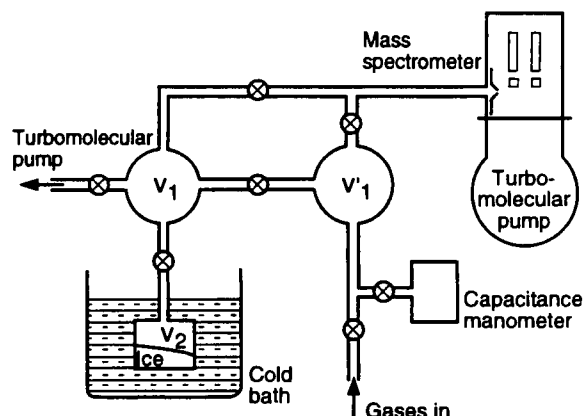 Mass
spectrometer
Turbomolecular
pump
V₁
V'₁
Turbo-
molecular
pump
V₂
Ice
Cold
bath
Capacitance
manometer
Gases in